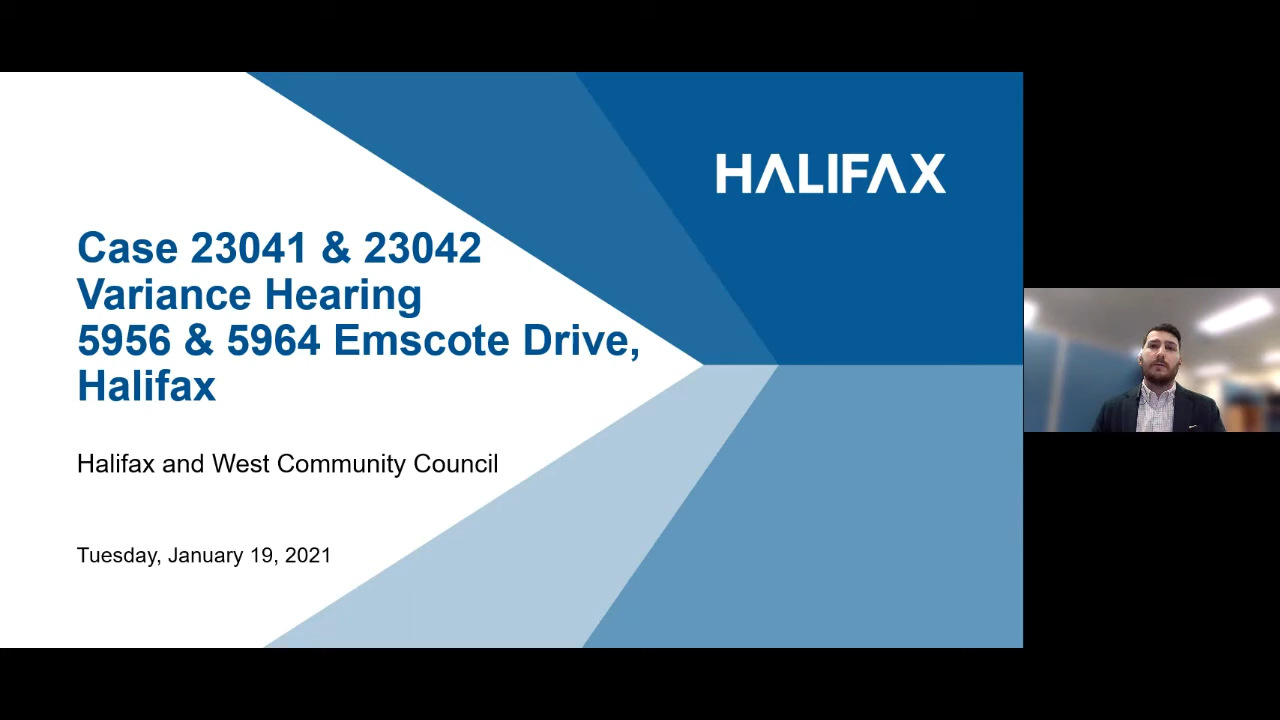 HALIFAX
Case 23041 & 23042
Variance Hearing
5956 & 5964 Emscote Drive,
Halifax
Halifax and West Community Council
Tuesday, January 19, 2021